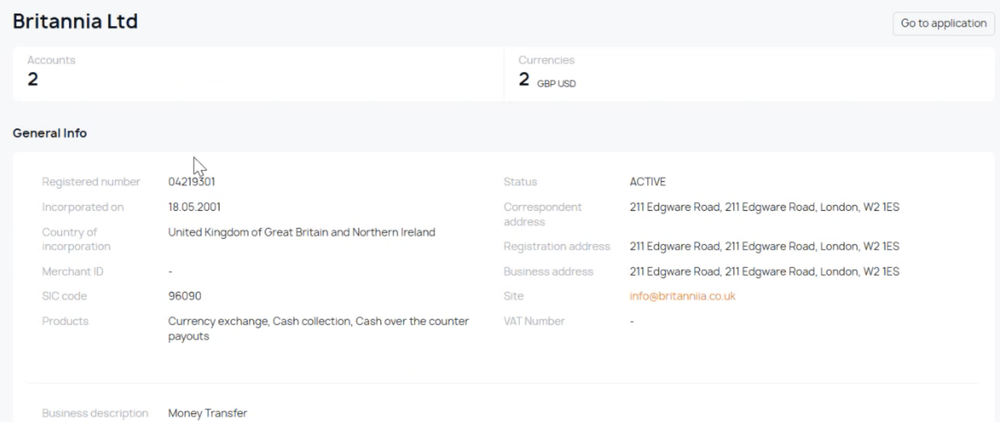 Britannia Ltd
Go to application
Accounts
2
Currencies
2 GBP USD
General Info
Registered number 04219301
Incorporated on 18.05.2001
Country of
incorporation
United Kingdom of Great Britain and Northern Ireland
Merchant ID -
SIC code 96090
Products Currency exchange, Cash collection, Cash over the counter
payouts
Status ACTIVE
Correspondent
address
211 Edgware Road, 211 Edgware Road, London, W2 1ES
Registration address 211 Edgware Road, 211 Edgware Road, London, W2 1ES
Business address 211 Edgware Road, 211 Edgware Road, London, W2 1ES
Site info@britanniia.co.uk
VAT Number -
Business description Money Transfer